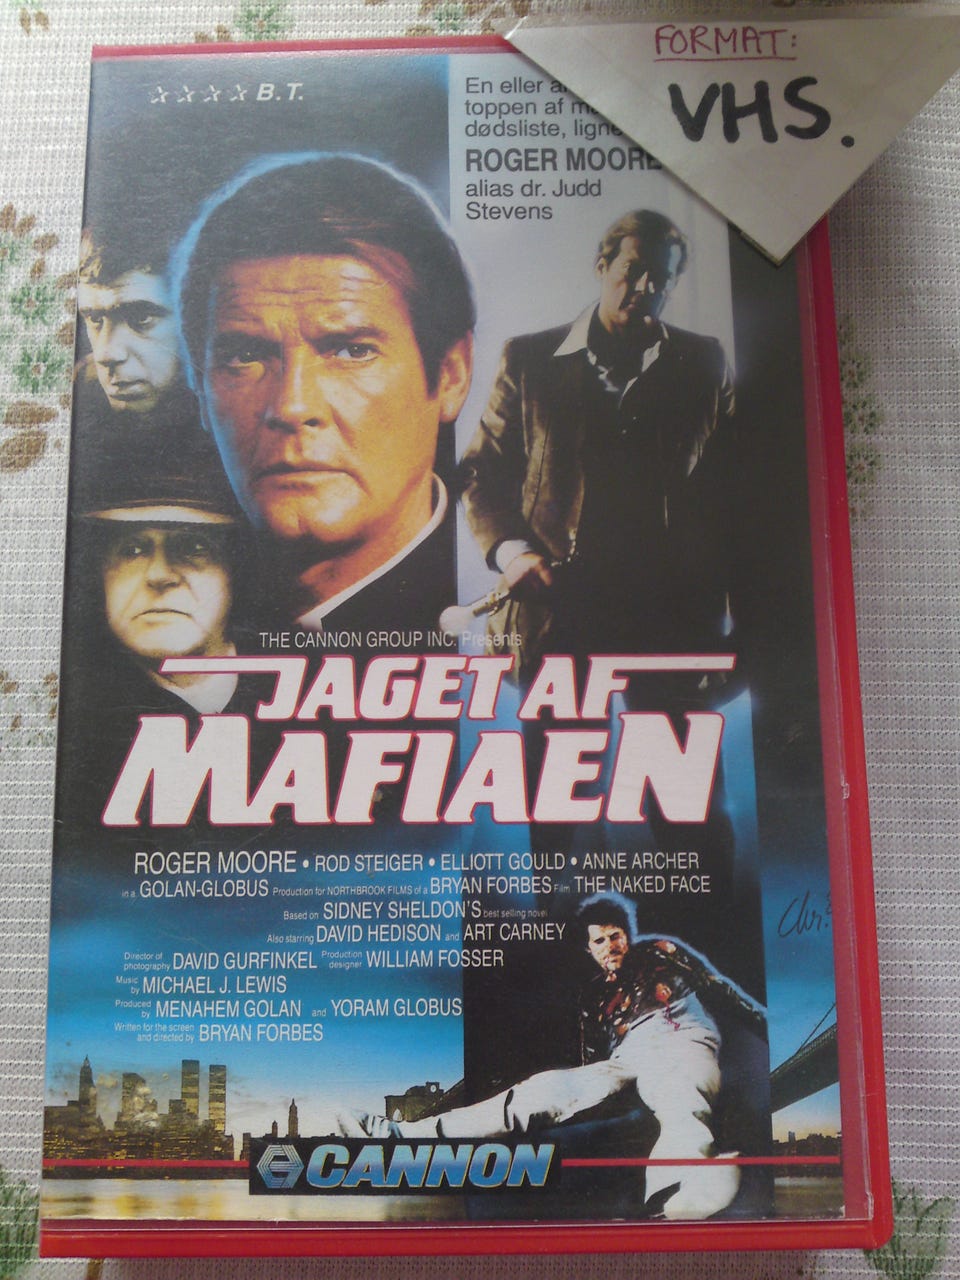 FORMAT:
VHS.
☆☆☆☆ B.T.
En eller
toppen af
dødsliste,
ROGER MOORE
alias dr. Judd
Stevens
THE CANNON GROUP INC. Presents
JAGET AF
MAFIAEN
ROGER MOORE • ROD STEIGER • ELLIOTT GOULD • ANNE ARCHER
in a GOLAN-GLOBUS Production for NORTHBROOK FILMS of a BRYAN FORBES Film THE NAKED FACE
Based on SIDNEY SHELDON'S best selling novel
Also starring DAVID HEDISON and ART CARNEY
Director of photography DAVID GURFINKEL Production designer WILLIAM FOSSER
Music by MICHAEL J. LEWIS
Produced by MENAHEM GOLAN and YORAM GLOBUS
Written for the screen and directed by BRYAN FORBES
CANNON